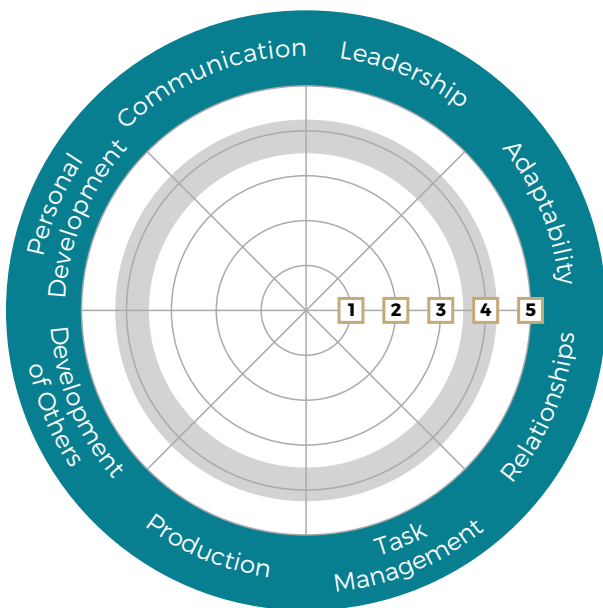 Communication
Leadership
Adaptability
Relationships
Task
Management
Production
Development
of Others
Personal
Development
1
2
3
4
5